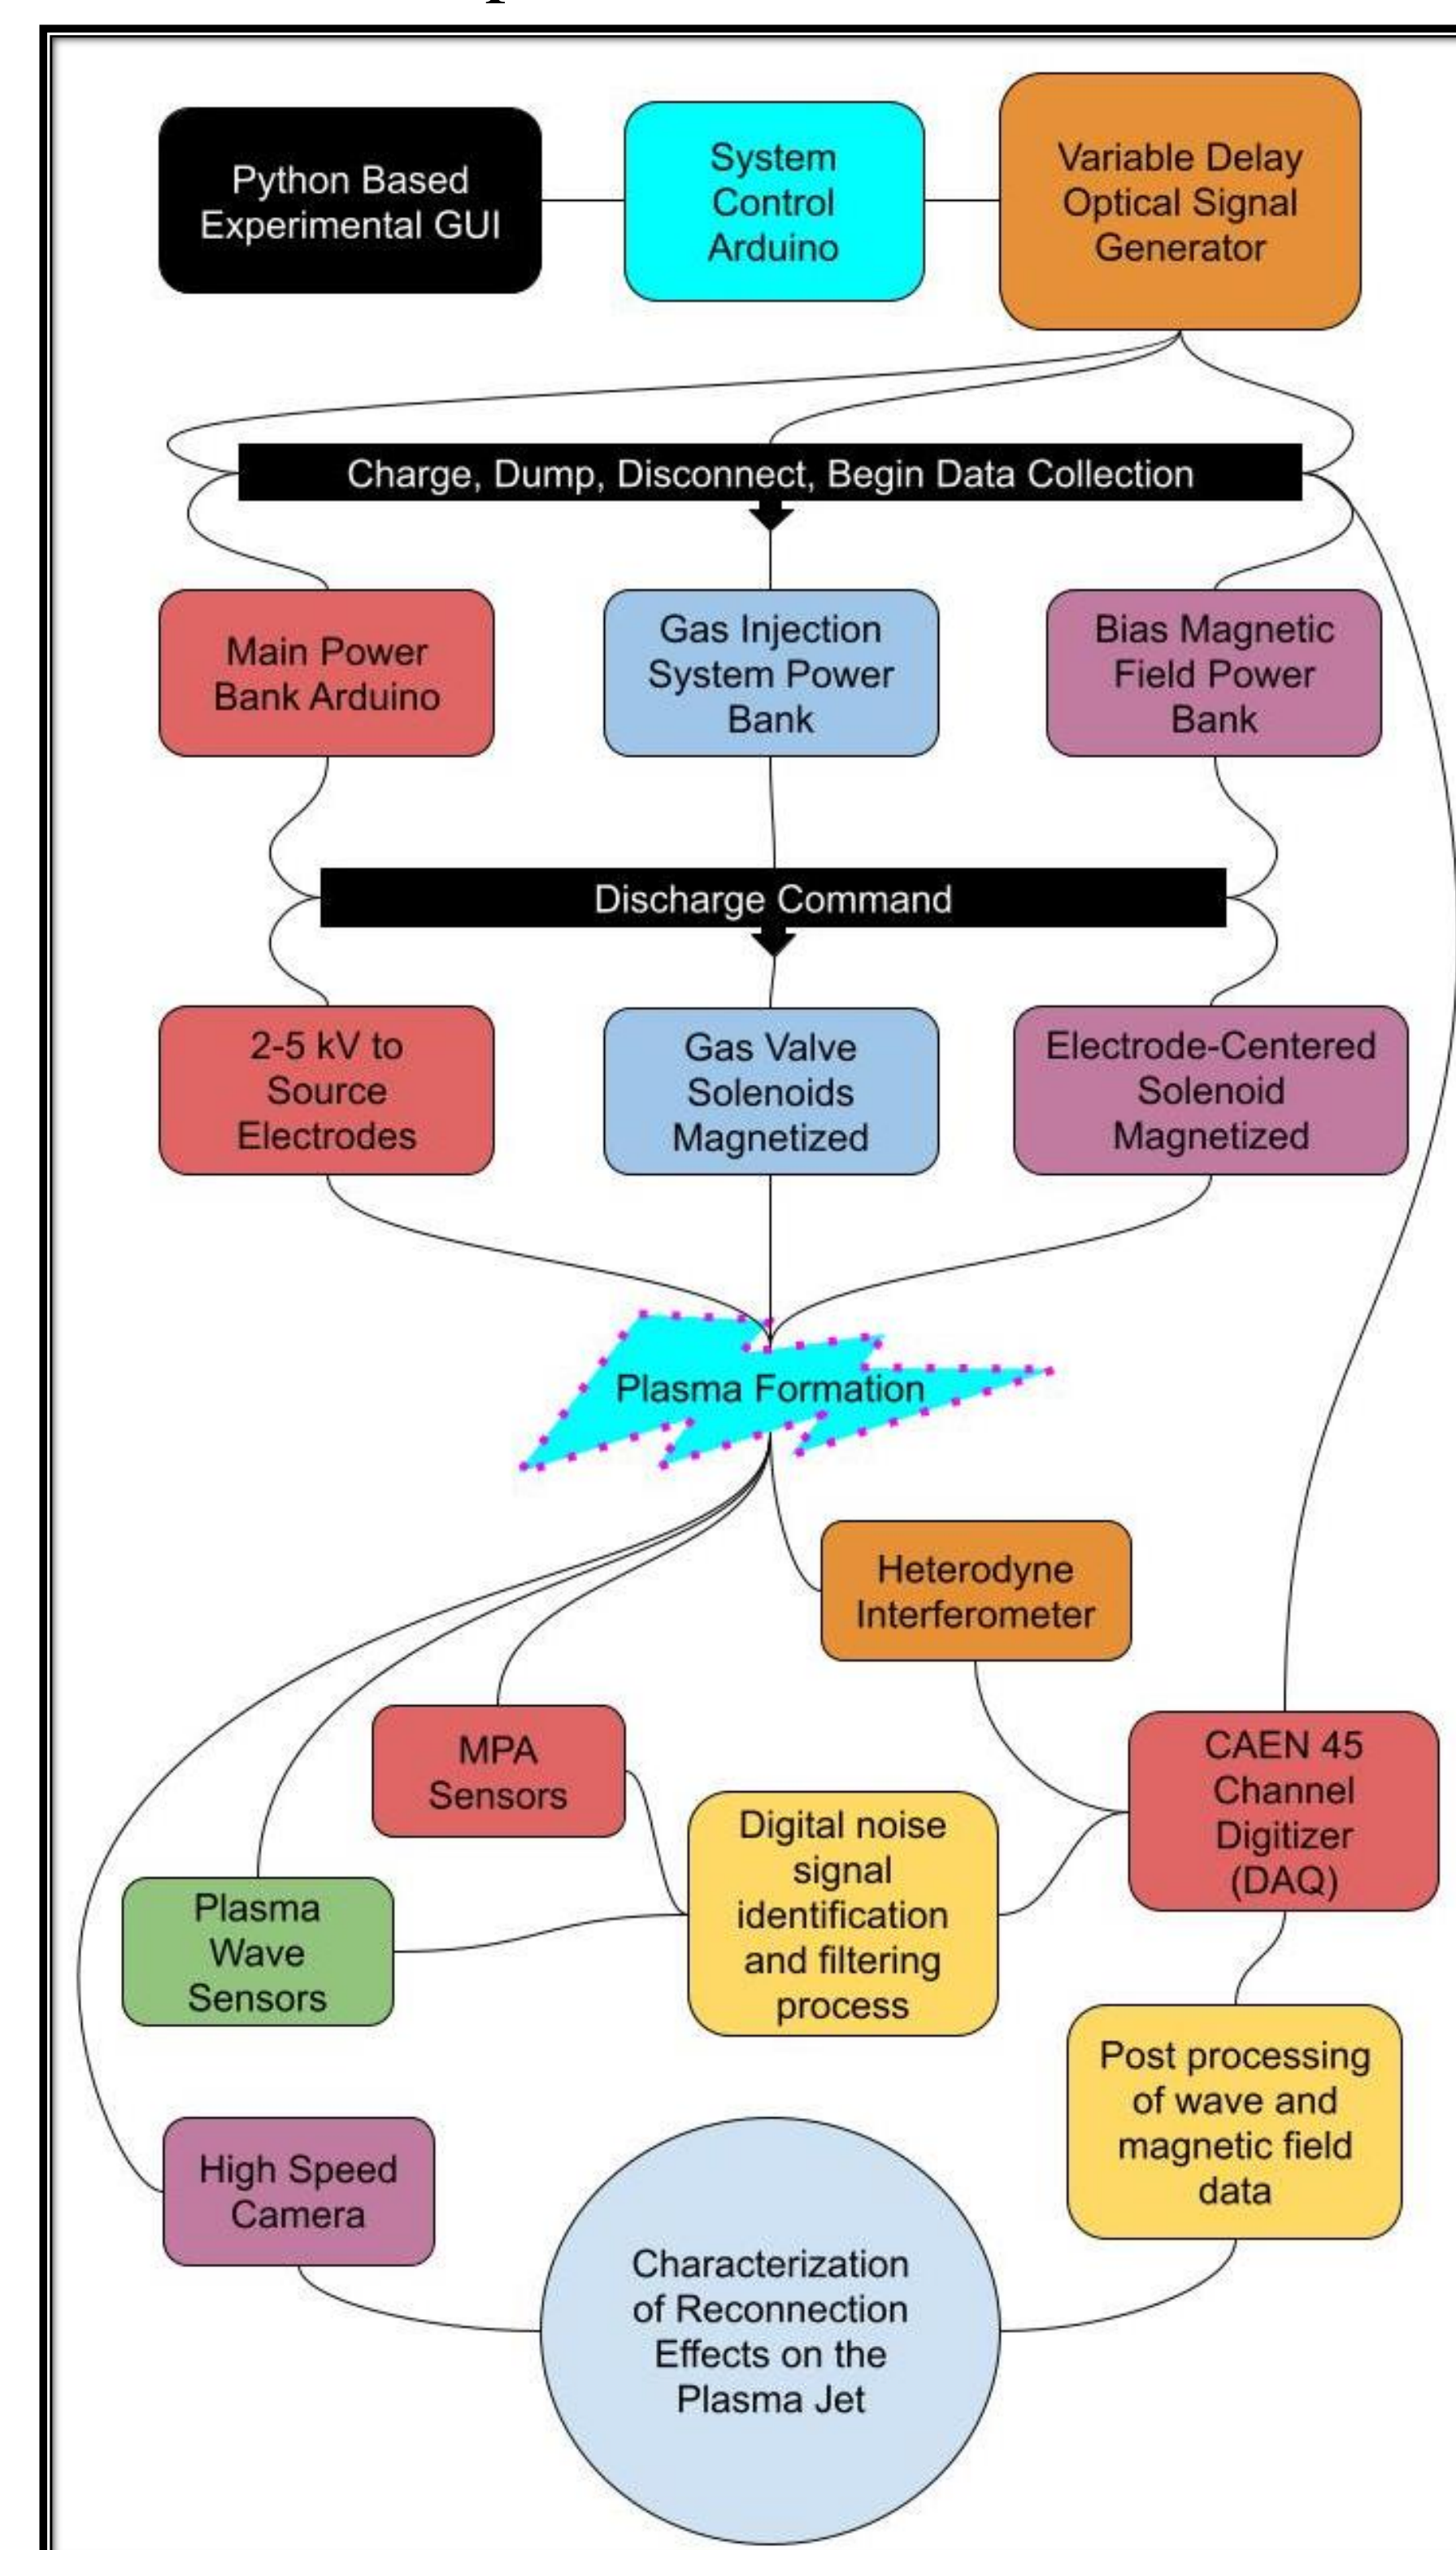 Python Based
Experimental GUI
System
Control
Arduino
Variable Delay
Optical Signal
Generator
Charge, Dump, Disconnect, Begin Data Collection
Main Power
Bank Arduino
Gas Injection
System Power
Bank
Bias Magnetic
Field Power
Bank
Discharge Command
2-5 kV to
Source
Electrodes
Gas Valve
Solenoids
Magnetized
Electrode-Centered
Solenoid
Magnetized
Plasma Formation
Heterodyne
Interferometer
MPA
Sensors
CAEN 45
Channel
Digitizer
(DAQ)
Digital noise
signal
identification
and filtering
process
Plasma
Wave
Sensors
Post processing
of wave and
magnetic field
data
High Speed
Camera
Characterization
of Reconnection
Effects on the
Plasma Jet